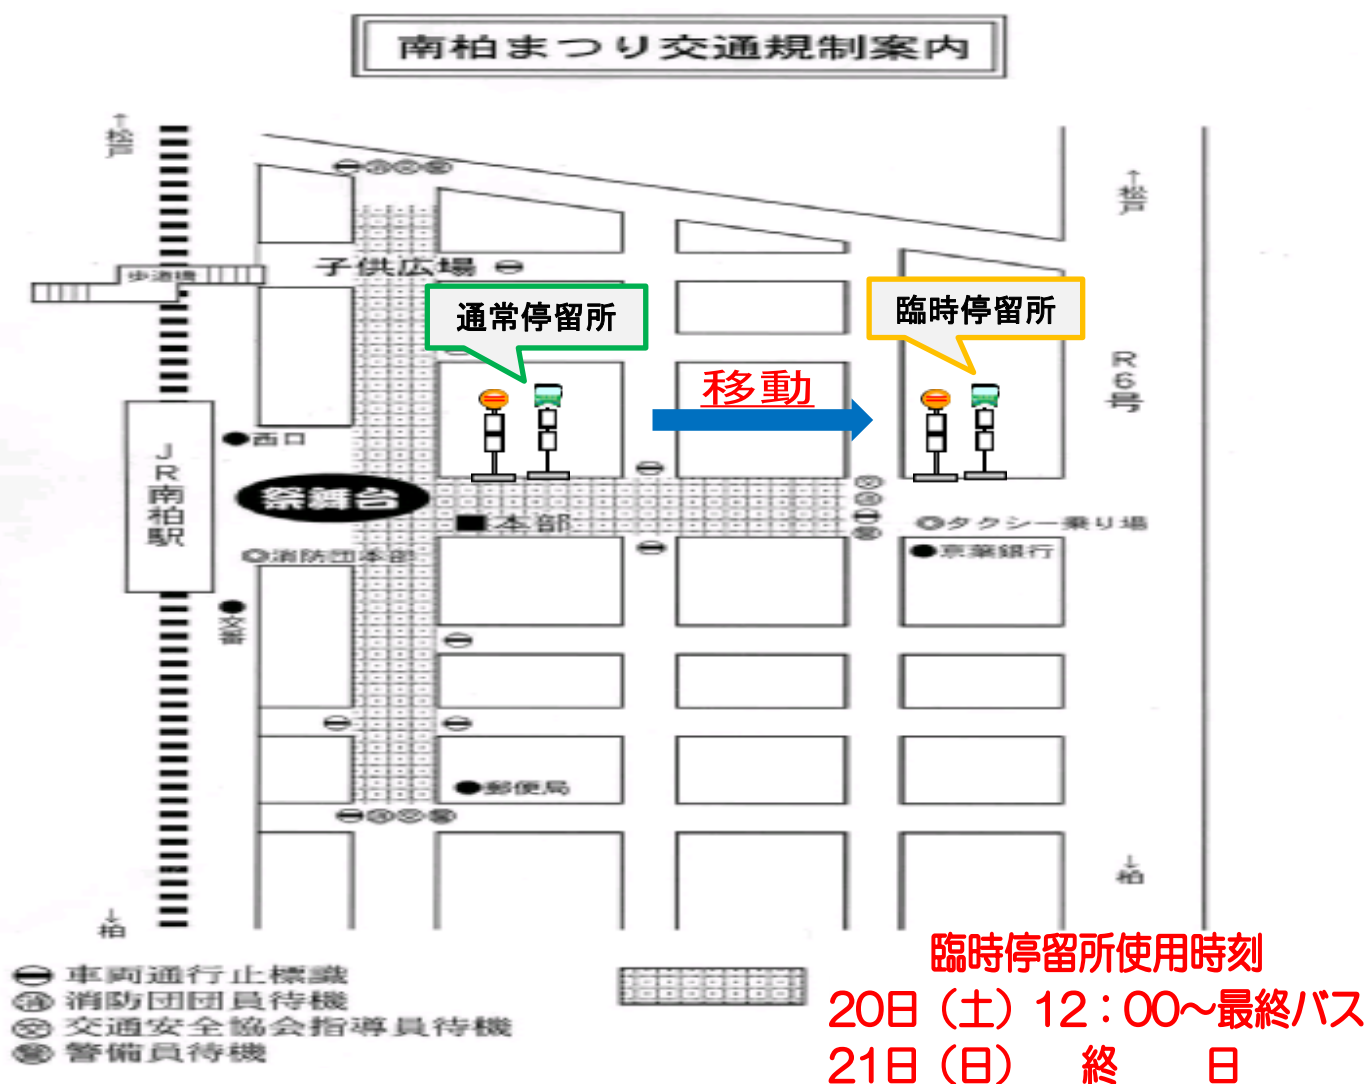 南柏まつり交通規制案内
↑松戸
↑松戸
歩道橋
子供広場
通常停留所
臨時停留所
移動
R6号
西口
JR南柏駅
祭舞台
本部
タクシー乗り場
消防団本部
京葉銀行
交番
郵便局
↓柏
↓柏
車両通行止標識
消防団団員待機
交通安全協会指導員待機
警備員待機
臨時停留所使用時刻
20日（土）12：00～最終バス
21日（日）　終　　日